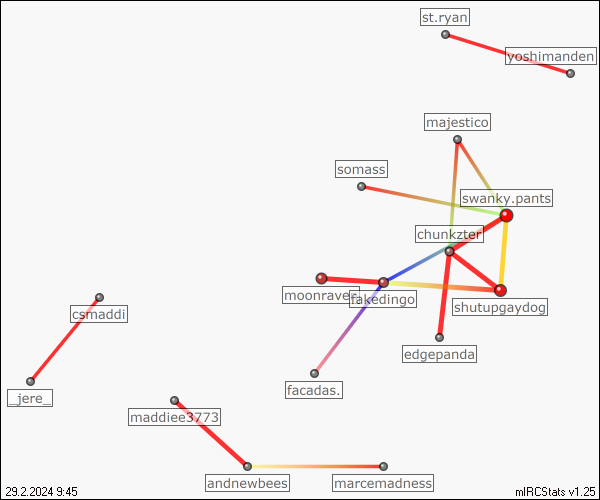 st.ryan
yoshimanden
majestico
somass
swanky.pants
chunkzter
moonraven
fakedingo
shutupgaydog
csmaddi
edgepanda
facadas.
_jere_
maddiee3773
andnewbees
marcemadness
29.2.2024 9:45
mIRCStats v1.25